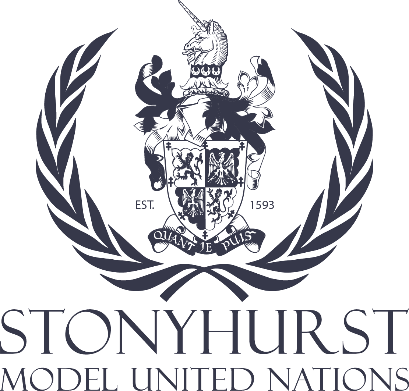 EST. 1593
QUANT JE PUIS
STONYHURST
MODEL UNITED NATIONS